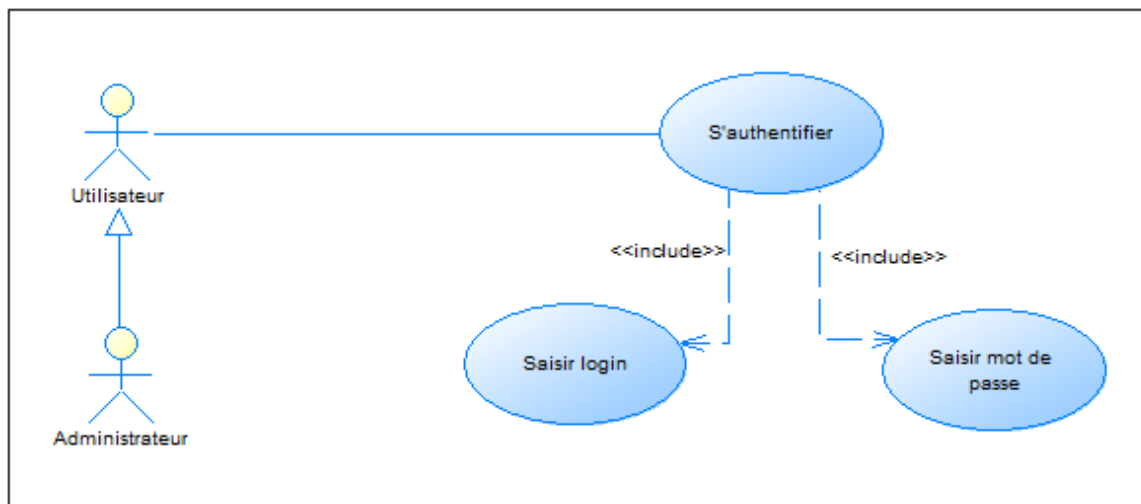 S'authentifier
Utilisateur
<<include>>
<<include>>
Saisir login
Saisir mot de
passe
Administrateur